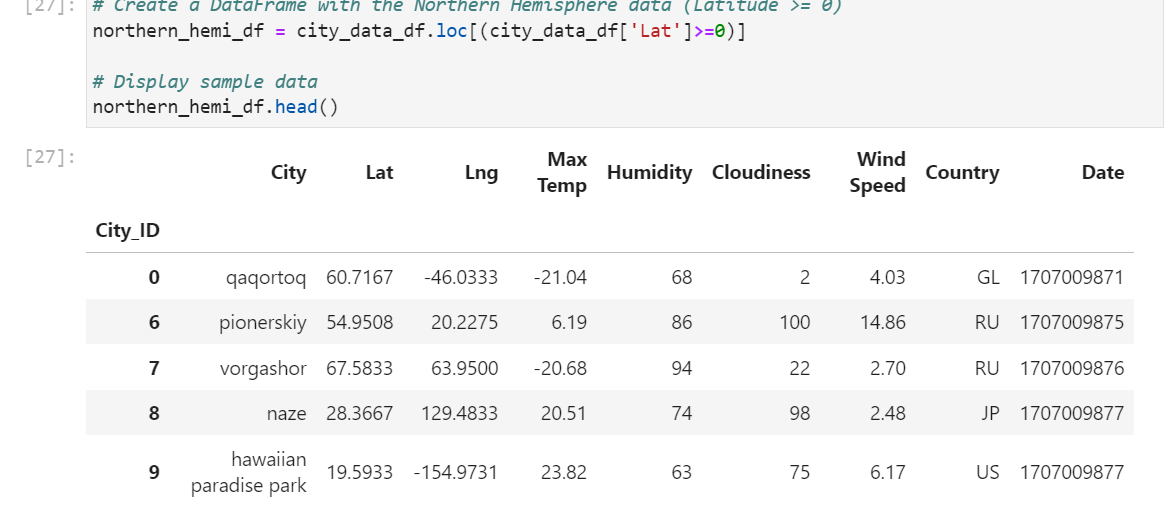 [27]: # Create a DataFrame with the Northern Hemisphere data (Latitude >= 0)
northern_hemi_df = city_data_df.loc[(city_data_df['Lat']>=0)]
# Display sample data
northern_hemi_df.head()
[27]:
City Lat Lng Max Temp Humidity Cloudiness Wind Speed Country Date
City_ID
0 qaqortoq 60.7167 -46.0333 -21.04 68 2 4.03 GL 1707009871
6 pionerskiy 54.9508 20.2275 6.19 86 100 14.86 RU 1707009875
7 vorgashor 67.5833 63.9500 -20.68 94 22 2.70 RU 1707009876
8 naze 28.3667 129.4833 20.51 74 98 2.48 JP 1707009877
9 hawaiian paradise park 19.5933 -154.9731 23.82 63 75 6.17 US 1707009877